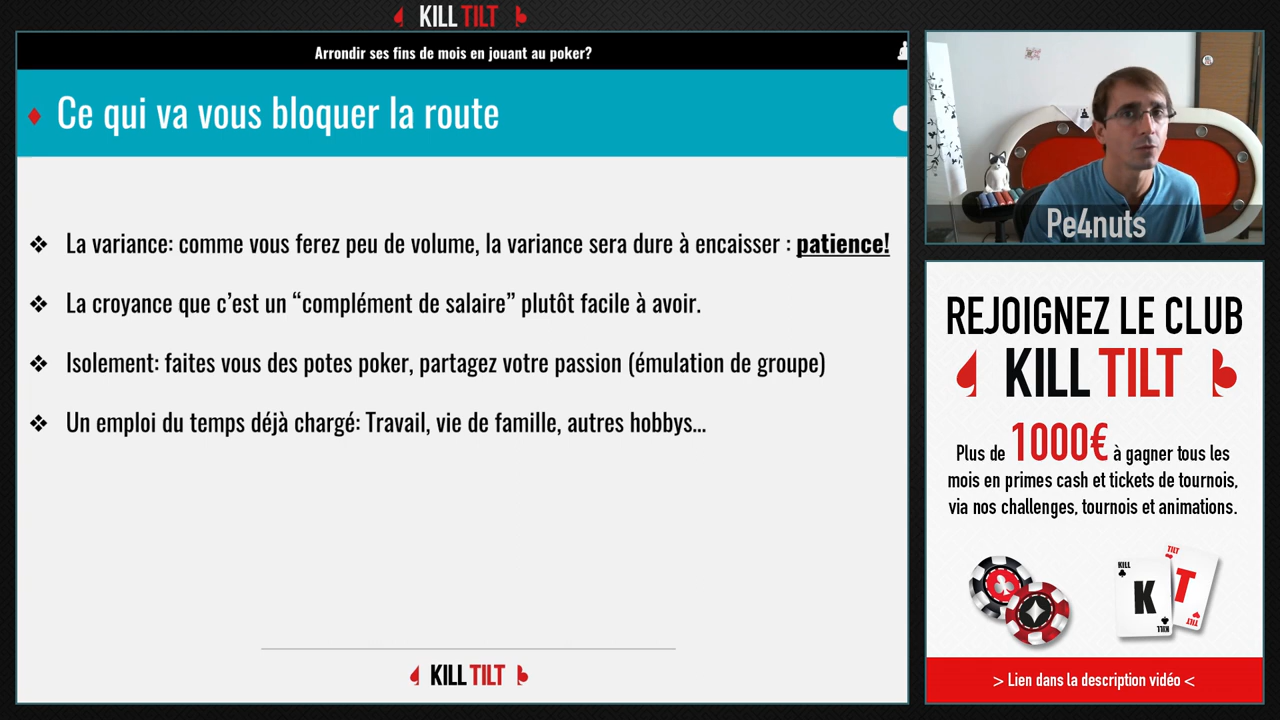 KILL TILT
Arrondir ses fins de mois en jouant au poker?
Ce qui va vous bloquer la route
La variance: comme vous ferez peu de volume, la variance sera dure à encaisser : patience!
La croyance que c’est un “complément de salaire” plutôt facile à avoir.
Isolement: faites vous des potes poker, partagez votre passion (émulation de groupe)
Un emploi du temps déjà chargé: Travail, vie de famille, autres hobbys...
KILL TILT
Pe4nuts
REJOIGNEZ LE CLUB
KILL TILT
Plus de 1000€ à gagner tous les
mois en primes cash et tickets de tournois,
via nos challenges, tournois et animations.
KILL
K
KILL
TILT
T
TILT
> Lien dans la description vidéo <